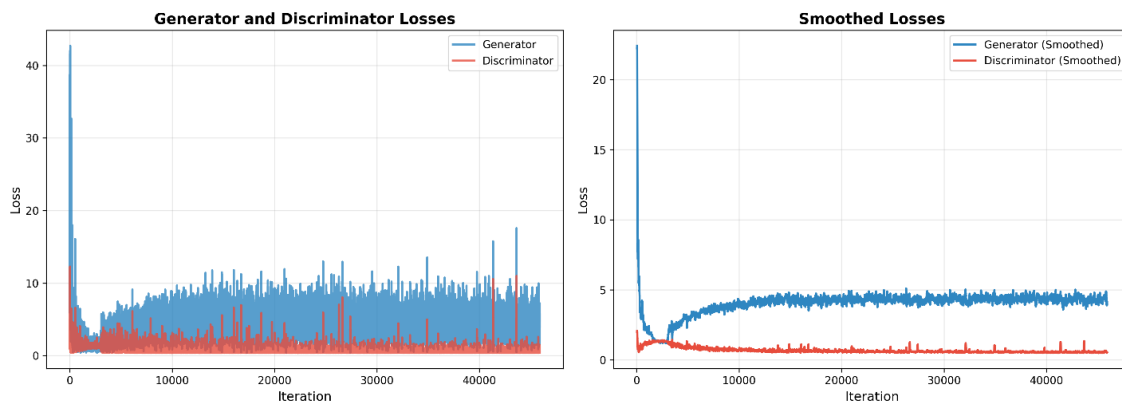 Generator and Discriminator Losses
Generator
Discriminator
Loss
40
30
20
10
0
0
10000
20000
30000
40000
Iteration
Smoothed Losses
Generator (Smoothed)
Discriminator (Smoothed)
Loss
20
15
10
5
0
0
10000
20000
30000
40000
Iteration